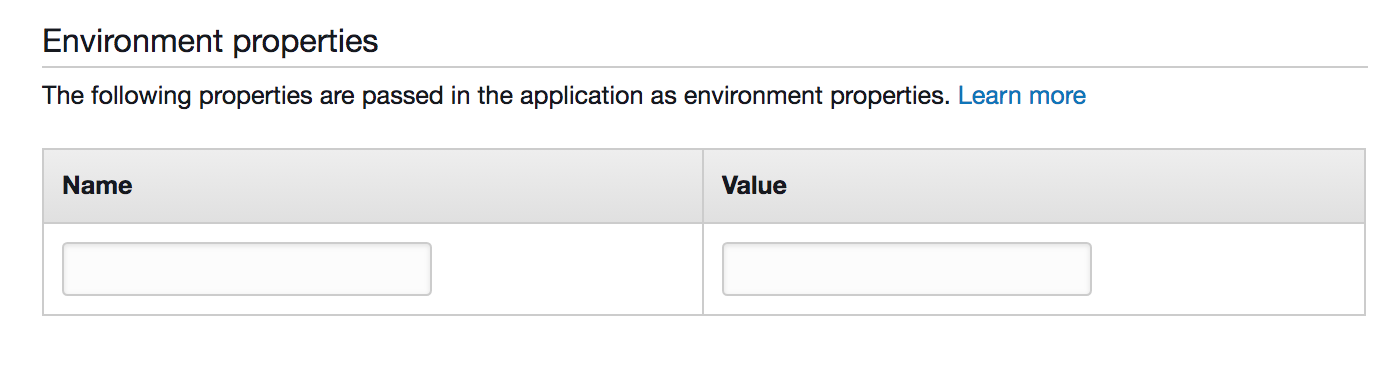 Environment properties
The following properties are passed in the application as environment properties. Learn more
Name
Value